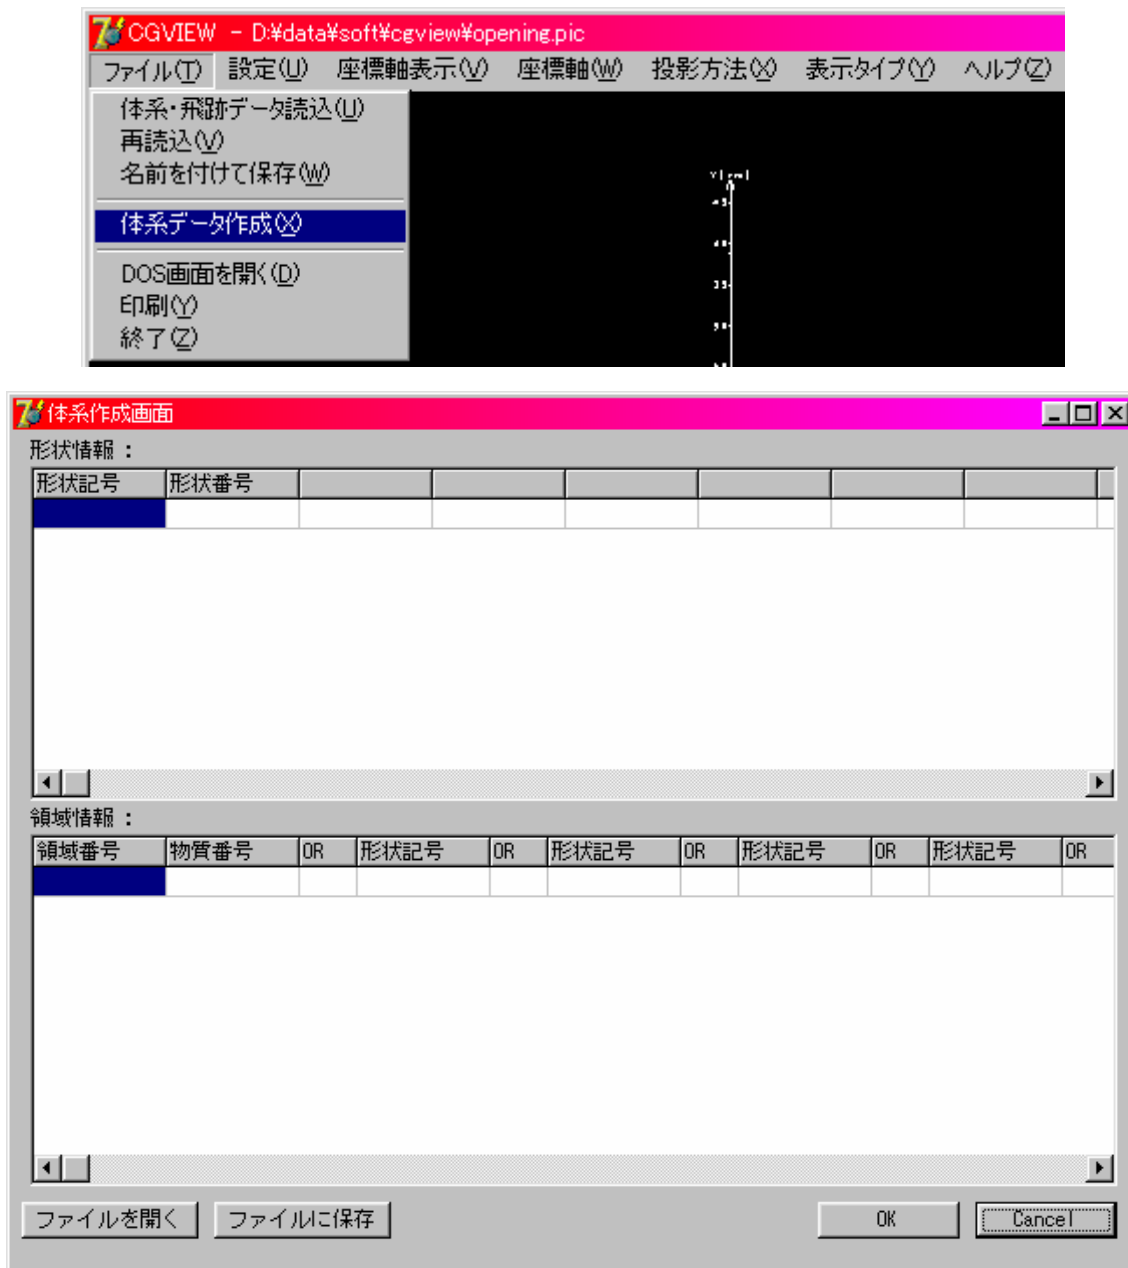 CGVIEW - D:¥data¥soft¥cgview¥opening.pic
ファイル(T) 設定(U) 座標軸表示(V) 座標軸(W) 投影方法(X) 表示タイプ(Y) ヘルプ(Z)
体系・飛跡データ読込(U)
再読込(V)
名前を付けて保存(W)
体系データ作成(X)
DOS画面を開く(D)
印刷(Y)
終了(Z)
体系作成画面
形状情報:
形状記号 形状番号
領域情報:
領域番号 物質番号 OR 形状記号 OR 形状記号 OR 形状記号 OR 形状記号 OR
ファイルを開く ファイルに保存 OK Cancel